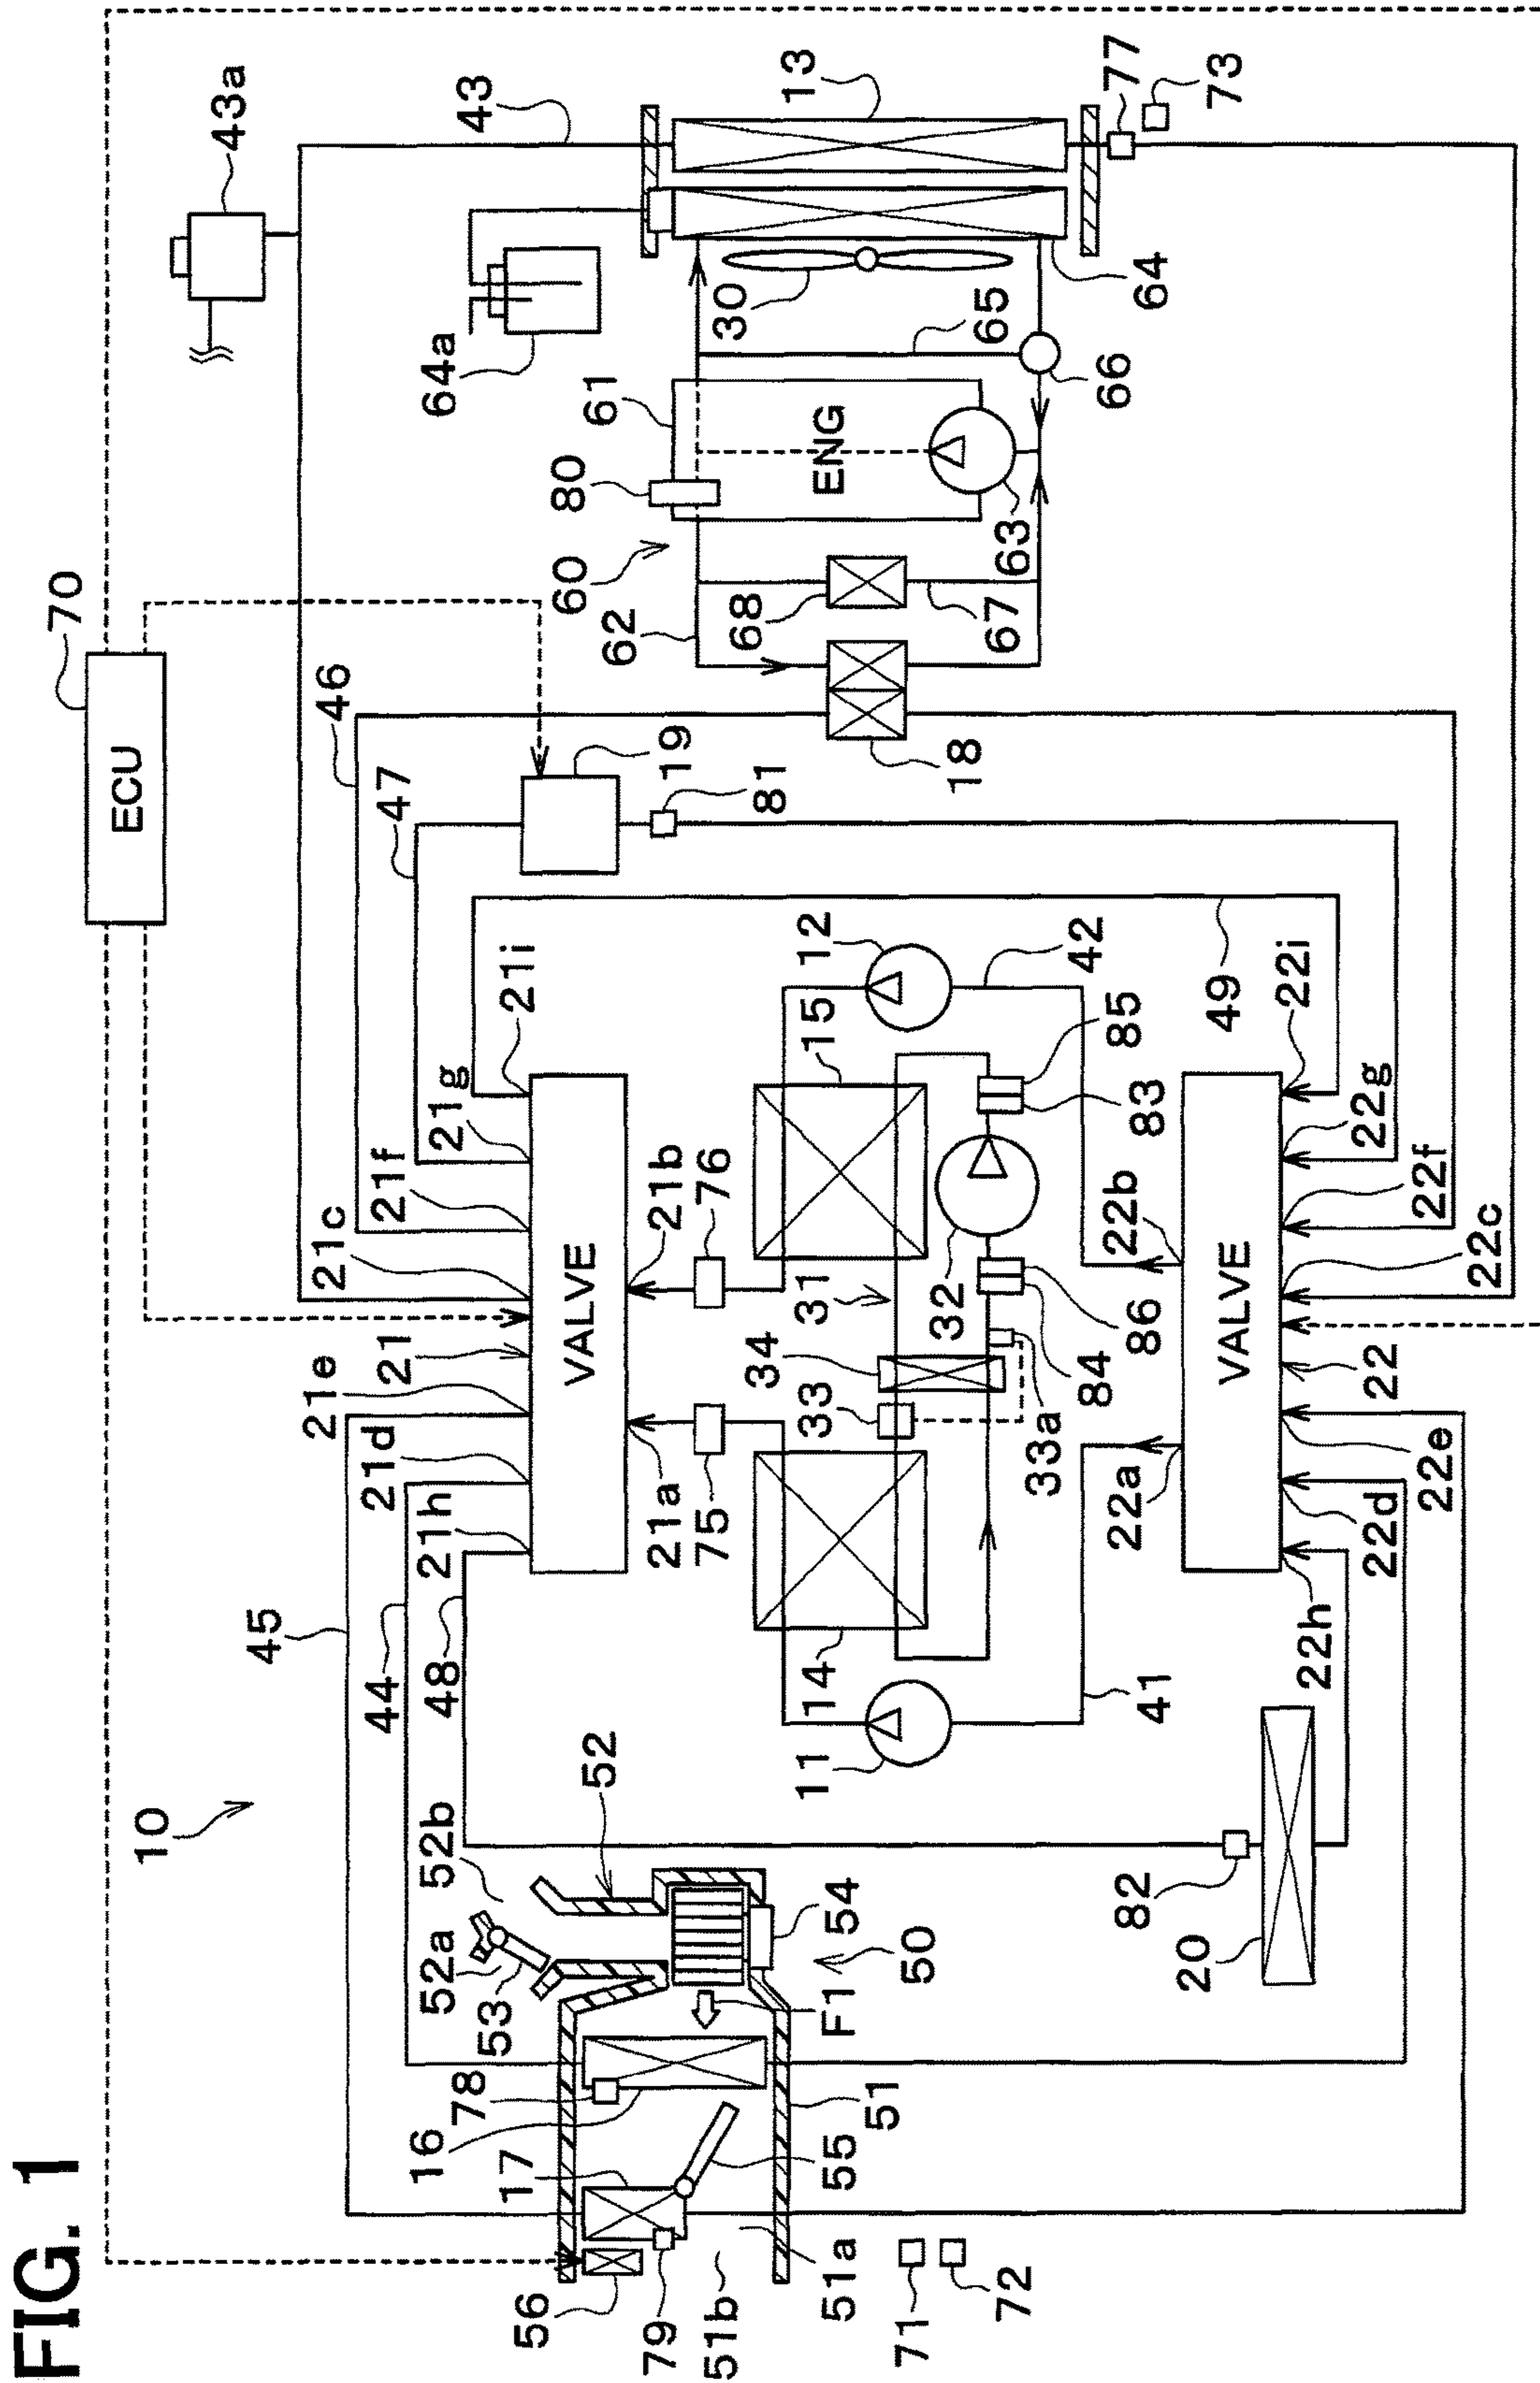 FIG. 1
70
ECU
43a
43
13
77
73
64a
30
65
64
66
61
80
ENG
63
60
62
68
67
46
47
19
81
18
21i
21g
21f
21c
21
21e
21d
21h
VALVE
12
15
42
49
22i
85
83
22g
21b
76
22b
22f
31
32
22c
34
86
VALVE
33
84
22
33a
21a
75
22a
22e
22d
45
44
48
14
22h
11
41
10
52
52b
52a
53
54
50
82
20
F1
78
16
17
51
55
56
79
51b
51a
71
72